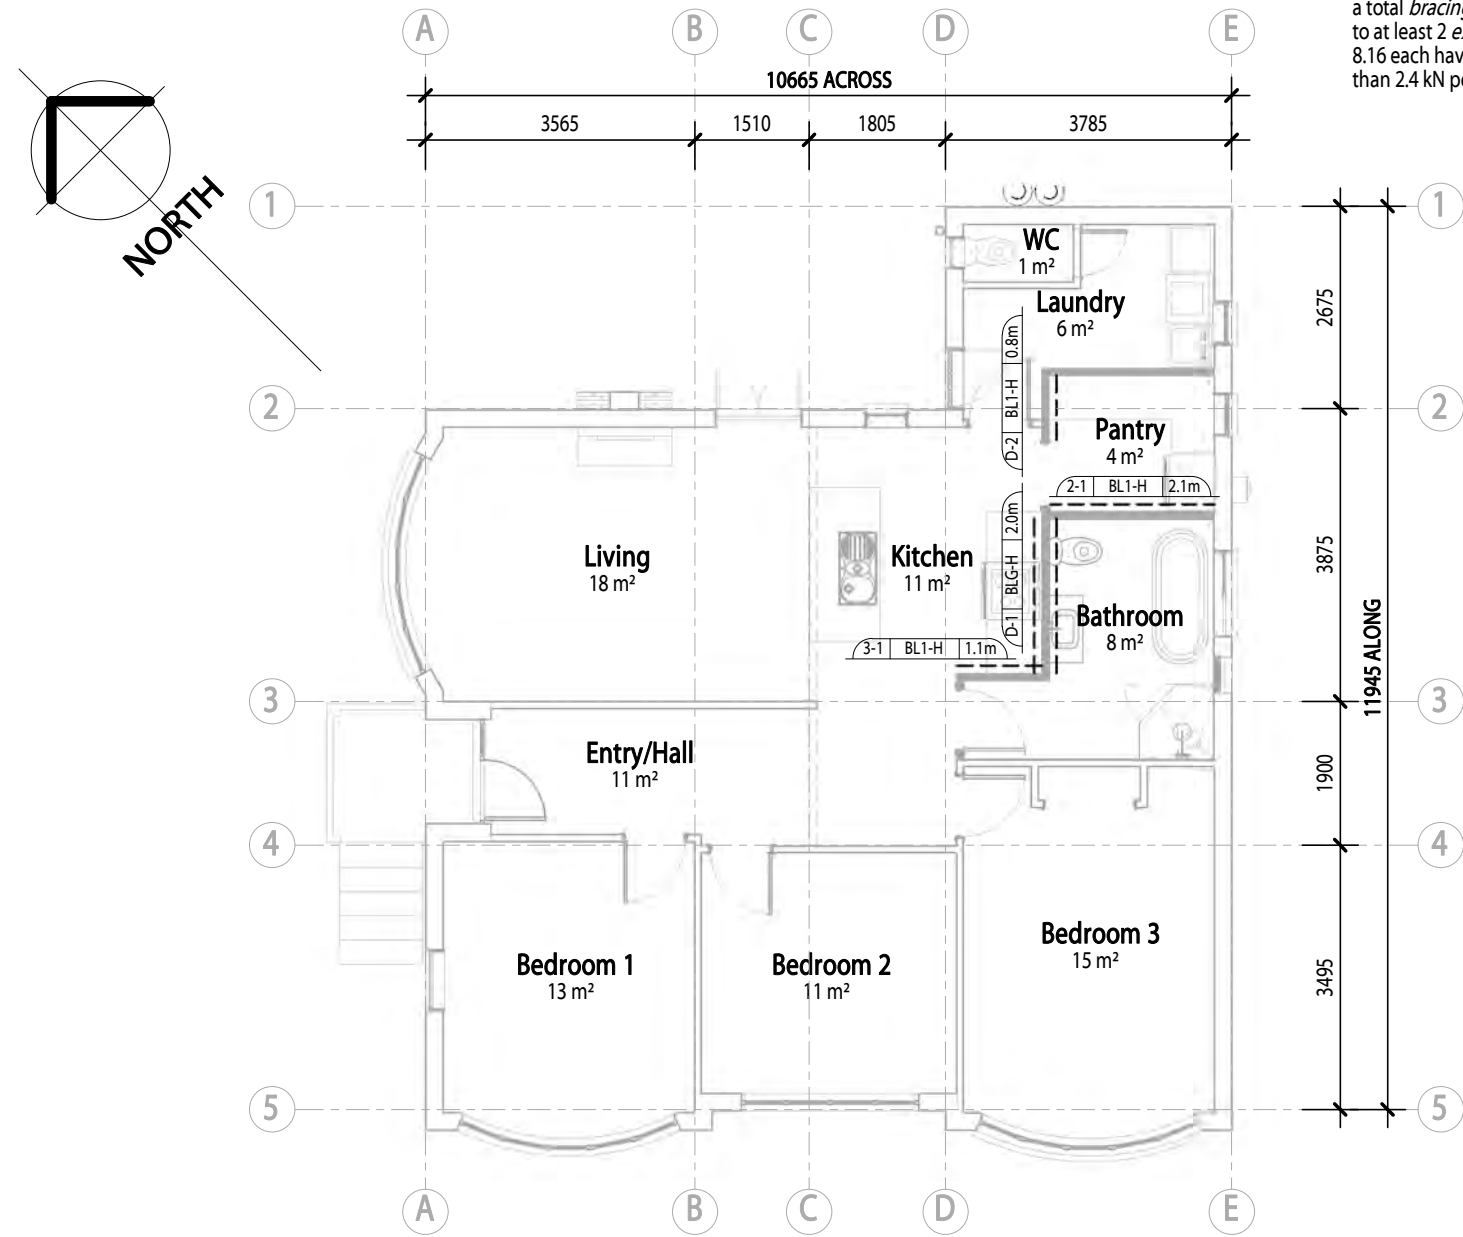 a total bracing
to at least 2 e
8.16 each hav
than 2.4 kN p
A B C D E
10665 ACROSS
3565 1510 1805 3785
NORTH
1 1
WC
1 m²
Laundry
6 m²
2675
D-2 BL1-H 0.8m
2 2
Pantry
4 m²
2-1 BL1-H 2.1m
D-1 BLG-H 2.0m
Living
18 m²
Kitchen
11 m²
3875
Bathroom
8 m²
3-1 BL1-H 1.1m
11945 ALONG
3 3
Entry/Hall
11 m²
1900
4 4
Bedroom 1
13 m²
Bedroom 2
11 m²
Bedroom 3
15 m²
3495
5 5
A B C D E